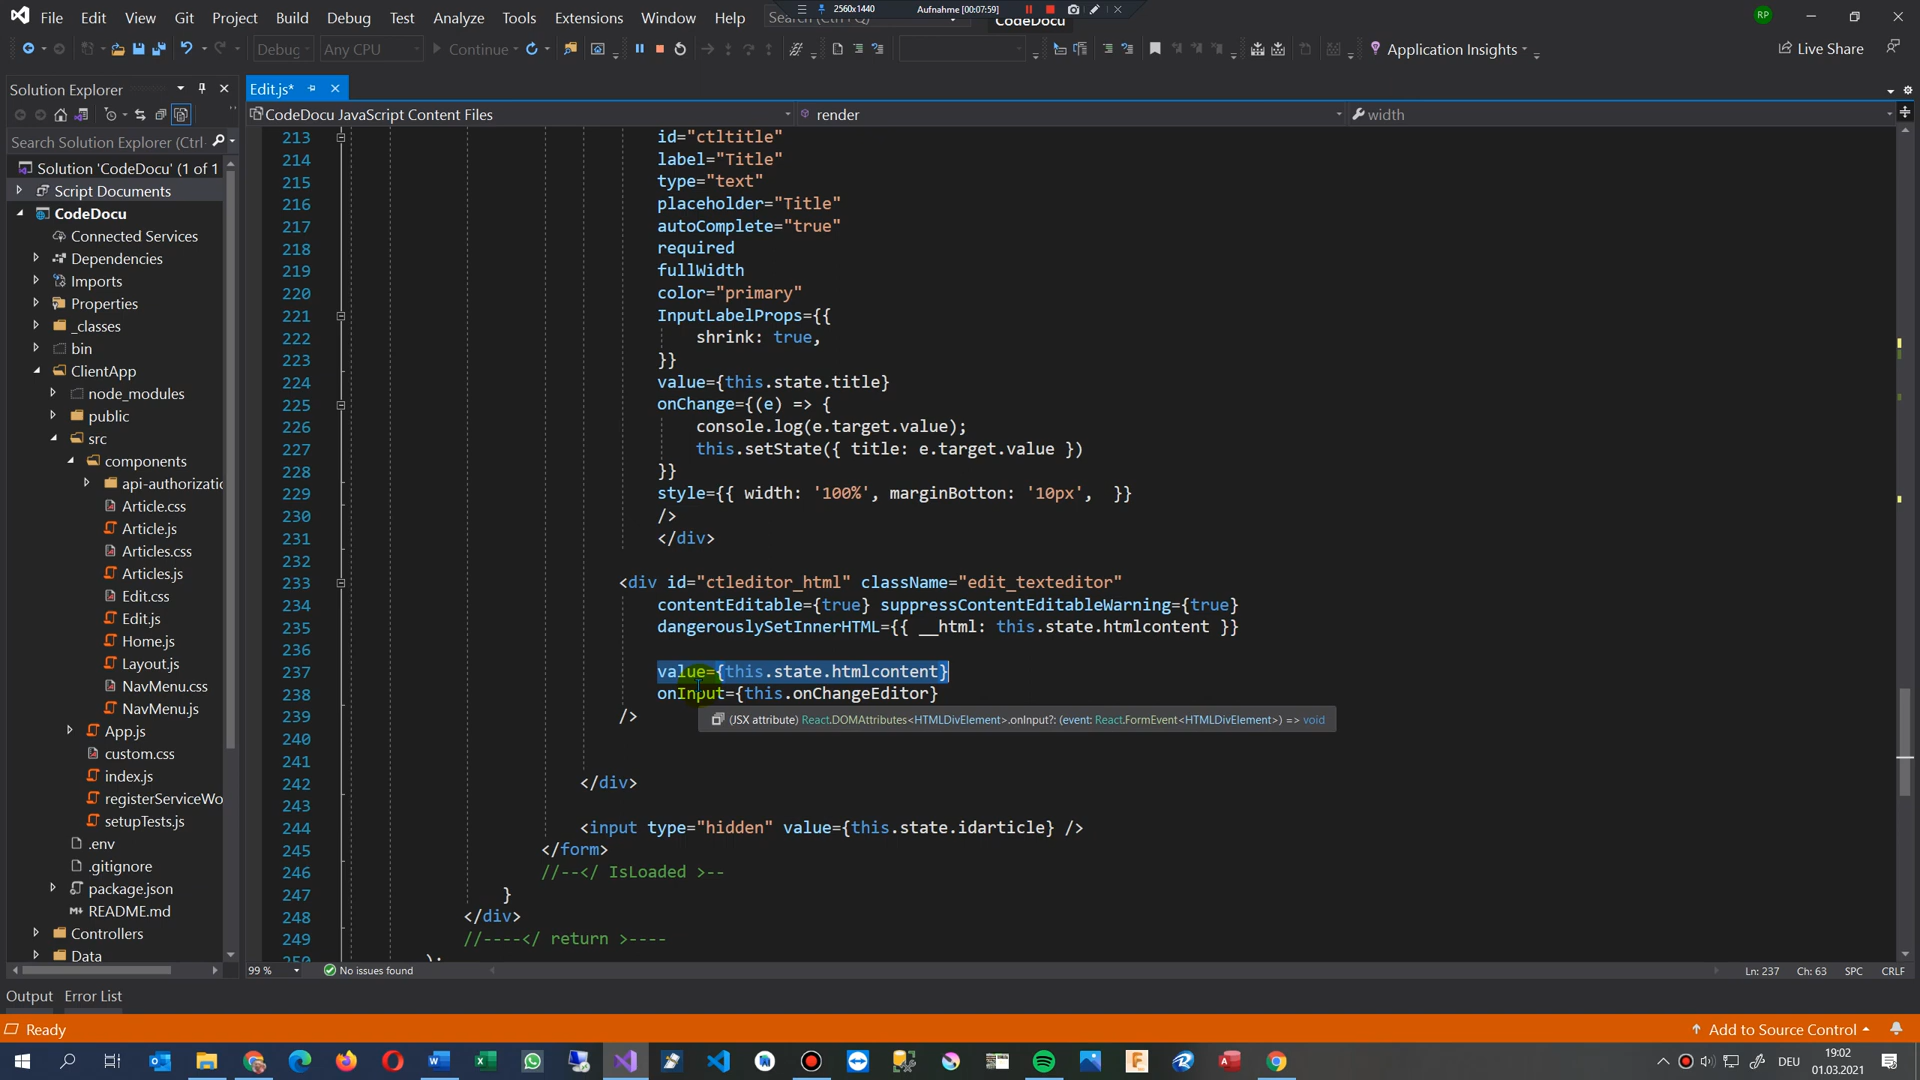 File Edit View Git Project Build Debug Test Analyze Tools Extensions Window Help Search (Ctrl+Q)
2560x1440 Aufnahme [00:07:59]
CodeDocu
RP
Debug Any CPU Continue Application Insights Live Share
Solution Explorer
Search Solution Explorer (Ctrl-
Solution 'CodeDocu' (1 of 1
Script Documents
CodeDocu
Connected Services
Dependencies
Imports
Properties
_classes
bin
ClientApp
node_modules
public
src
components
api-authorizatic
Article.css
Article.js
Articles.css
Articles.js
Edit.css
Edit.js
Home.js
Layout.js
NavMenu.css
NavMenu.js
App.js
custom.css
index.js
registerServiceWo
setupTests.js
.env
.gitignore
package.json
README.md
Controllers
Data
Edit.js*
CodeDocu JavaScript Content Files render width
213 id="ctltitle"
214 label="Title"
215 type="text"
216 placeholder="Title"
217 autoComplete="true"
218 required
219 fullWidth
220 color="primary"
221 InputLabelProps={{
222 shrink: true,
223 }}
224 value={this.state.title}
225 onChange={(e) => {
226 console.log(e.target.value);
227 this.setState({ title: e.target.value })
228 }}
229 style={{ width: '100%', marginBotton: '10px', }}
230 />
231 </div>
232
233 <div id="ctleditor_html" className="edit_texteditor"
234 contentEditable={true} suppressContentEditableWarning={true}
235 dangerouslySetInnerHTML={{ __html: this.state.htmlcontent }}
236
237 value={this.state.htmlcontent}
238 onInput={this.onChangeEditor}
(JSX attribute) React.DOMAttributes<HTMLDivElement>.onInput?: (event: React.FormEvent<HTMLDivElement>) => void
239 />
240
241
242 </div>
243
244 <input type="hidden" value={this.state.idarticle} />
245 </form>
246 //--</ IsLoaded >--
247 }
248 </div>
249 //----</ return >----
250 );
99 % No issues found Ln: 237 Ch: 63 SPC CRLF
Output Error List
Ready Add to Source Control
DEU 19:02
01.03.2021